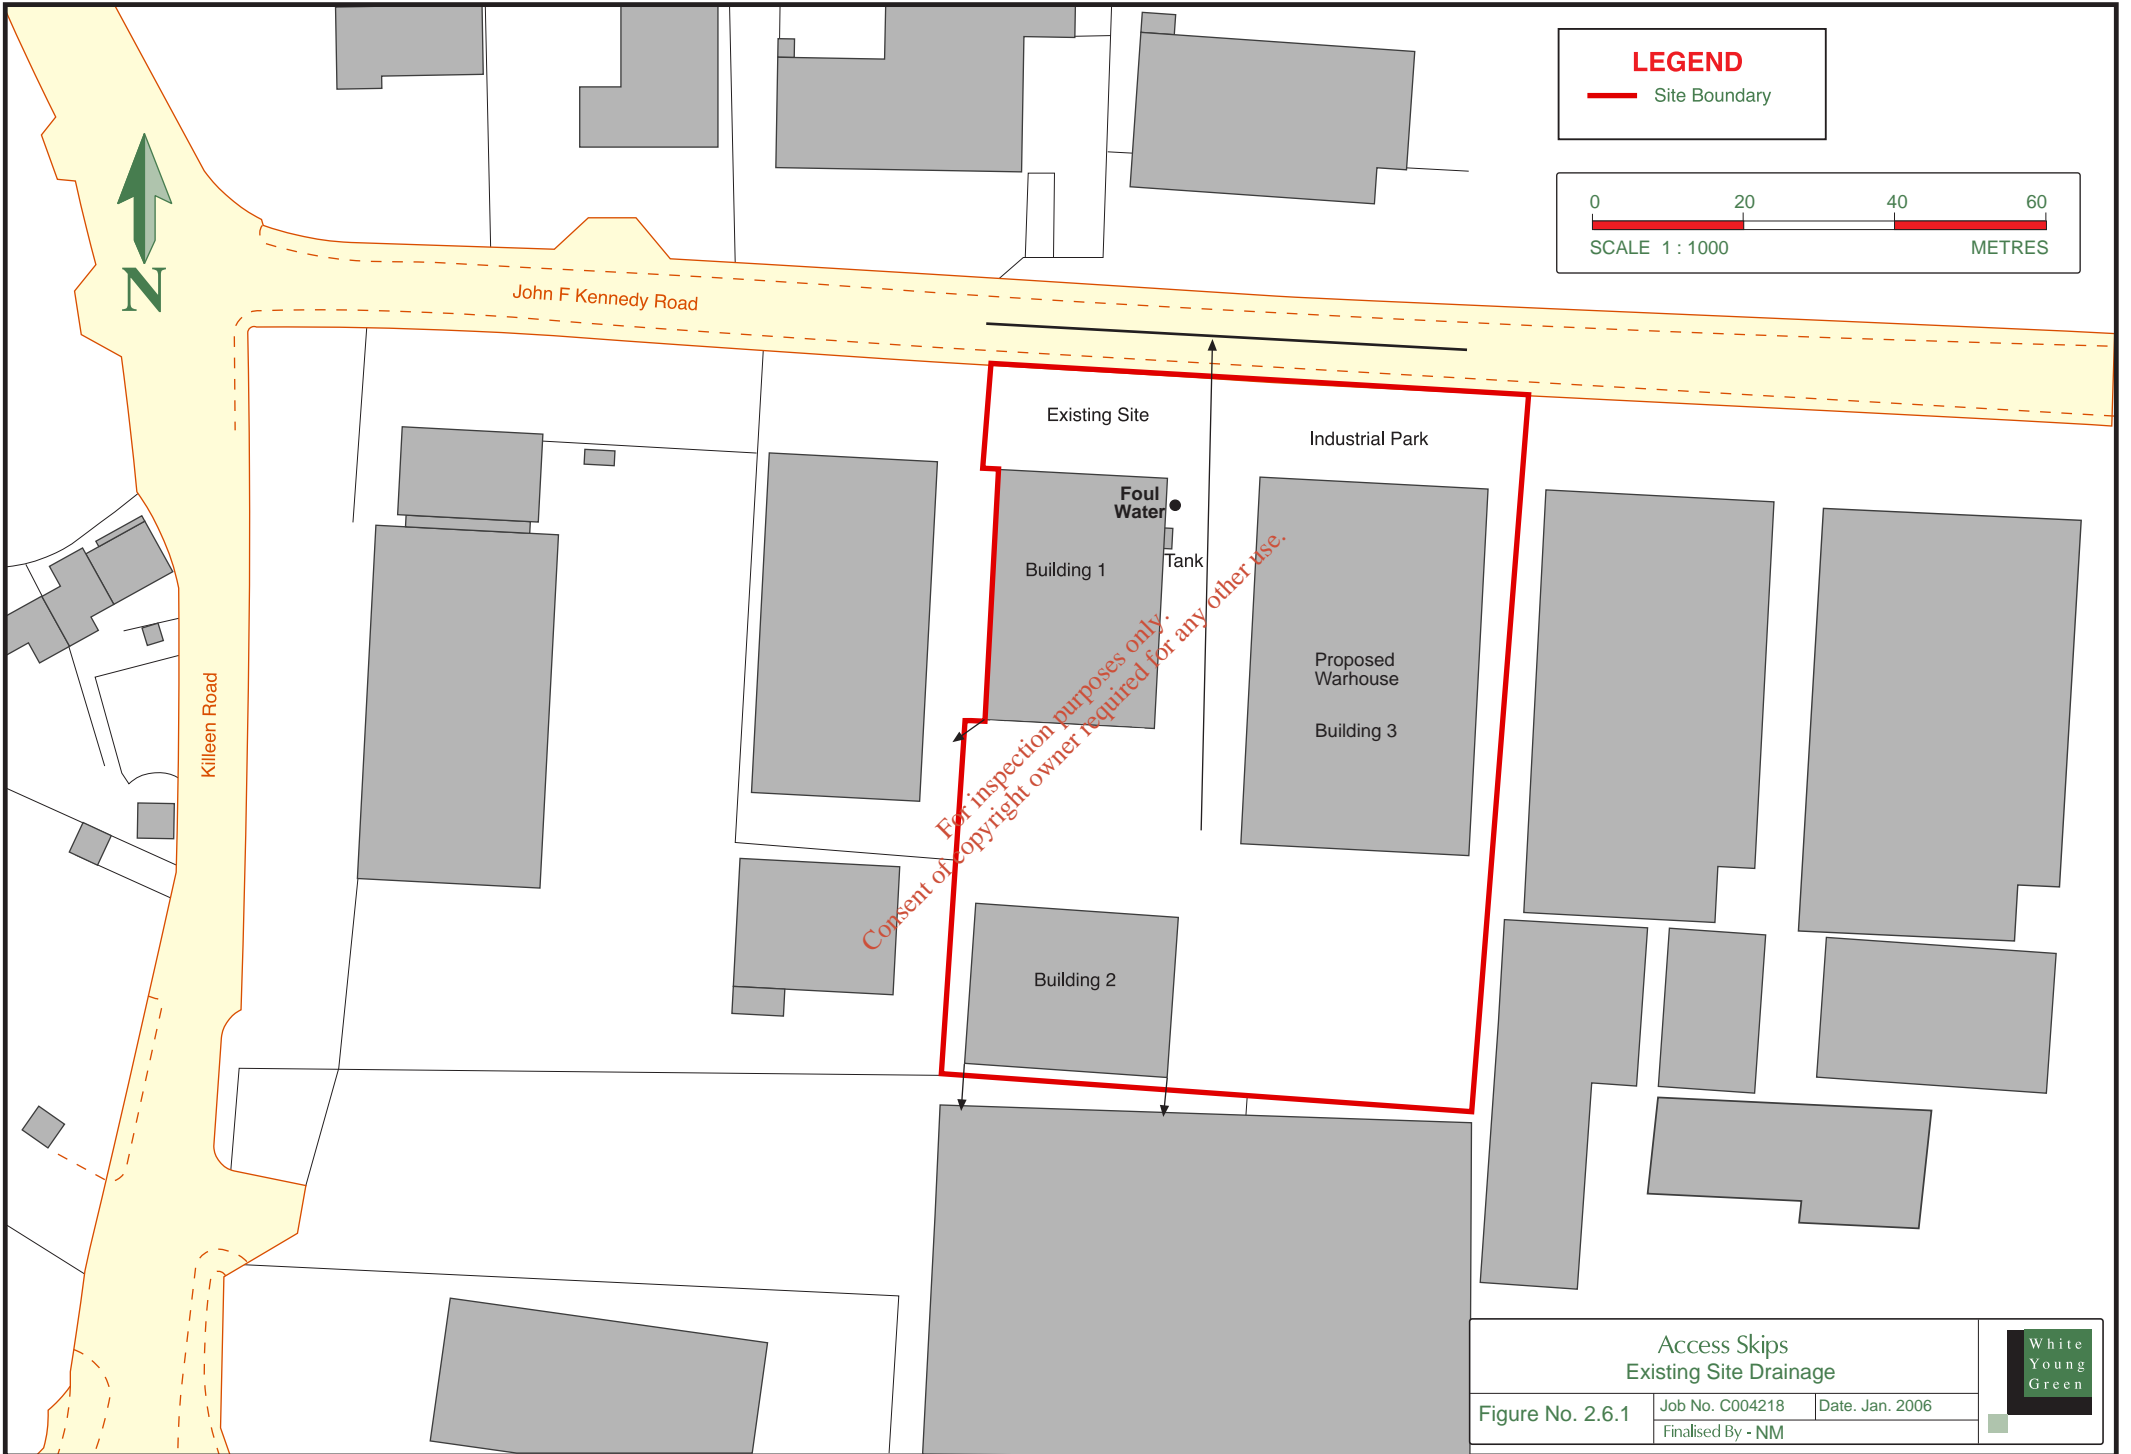 LEGEND
Site Boundary
0 20 40 60
SCALE 1 : 1000 METRES
N
John F Kennedy Road
Existing Site
Industrial Park
Foul
Water
Tank
Building 1
Proposed
Warhouse
Building 3
Killeen Road
For inspection purposes only.
Consent of copyright owner required for any other use.
Building 2
Access Skips
Existing Site Drainage
Figure No. 2.6.1
Job No. C004218
Date. Jan. 2006
Finalised By - NM
White
Young
Green